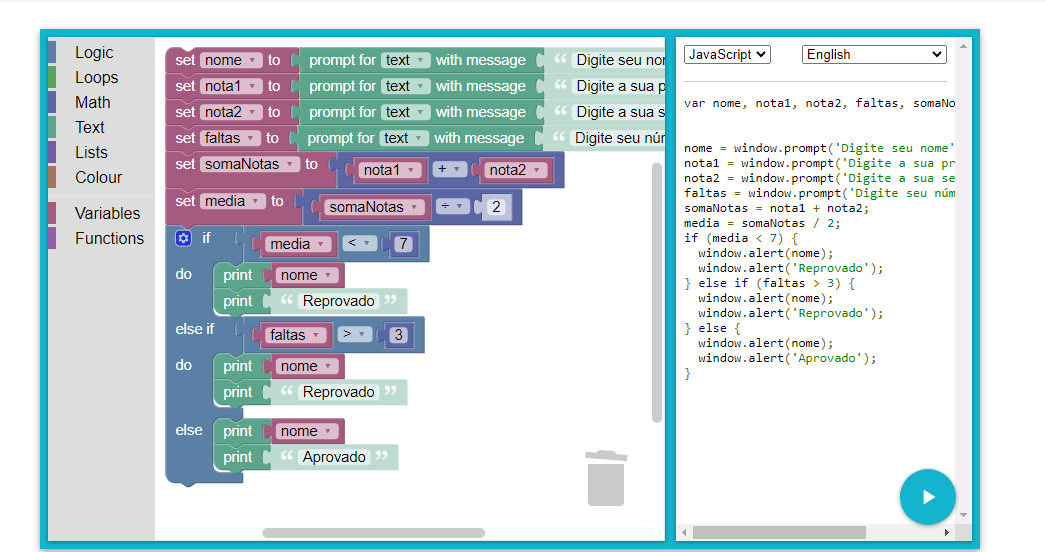 Logic
Loops
Math
Text
Lists
Colour
Variables
Functions
set nome to prompt for text with message “ Digite seu nor
set nota1 to prompt for text with message “ Digite a sua p
set nota2 to prompt for text with message “ Digite a sua s
set faltas to prompt for text with message “ Digite seu núr
set somaNotas to nota1 + nota2
set media to somaNotas ÷ 2
if media < 7
do print nome
print “ Reprovado ”
else if faltas > 3
do print nome
print “ Reprovado ”
else print nome
print “ Aprovado ”
JavaScript English
var nome, nota1, nota2, faltas, somaNo
nome = window.prompt('Digite seu nome'
nota1 = window.prompt('Digite a sua pr
nota2 = window.prompt('Digite a sua se
faltas = window.prompt('Digite seu núm
somaNotas = nota1 + nota2;
media = somaNotas / 2;
if (media < 7) {
window.alert(nome);
window.alert('Reprovado');
} else if (faltas > 3) {
window.alert(nome);
window.alert('Reprovado');
} else {
window.alert(nome);
window.alert('Aprovado');
}